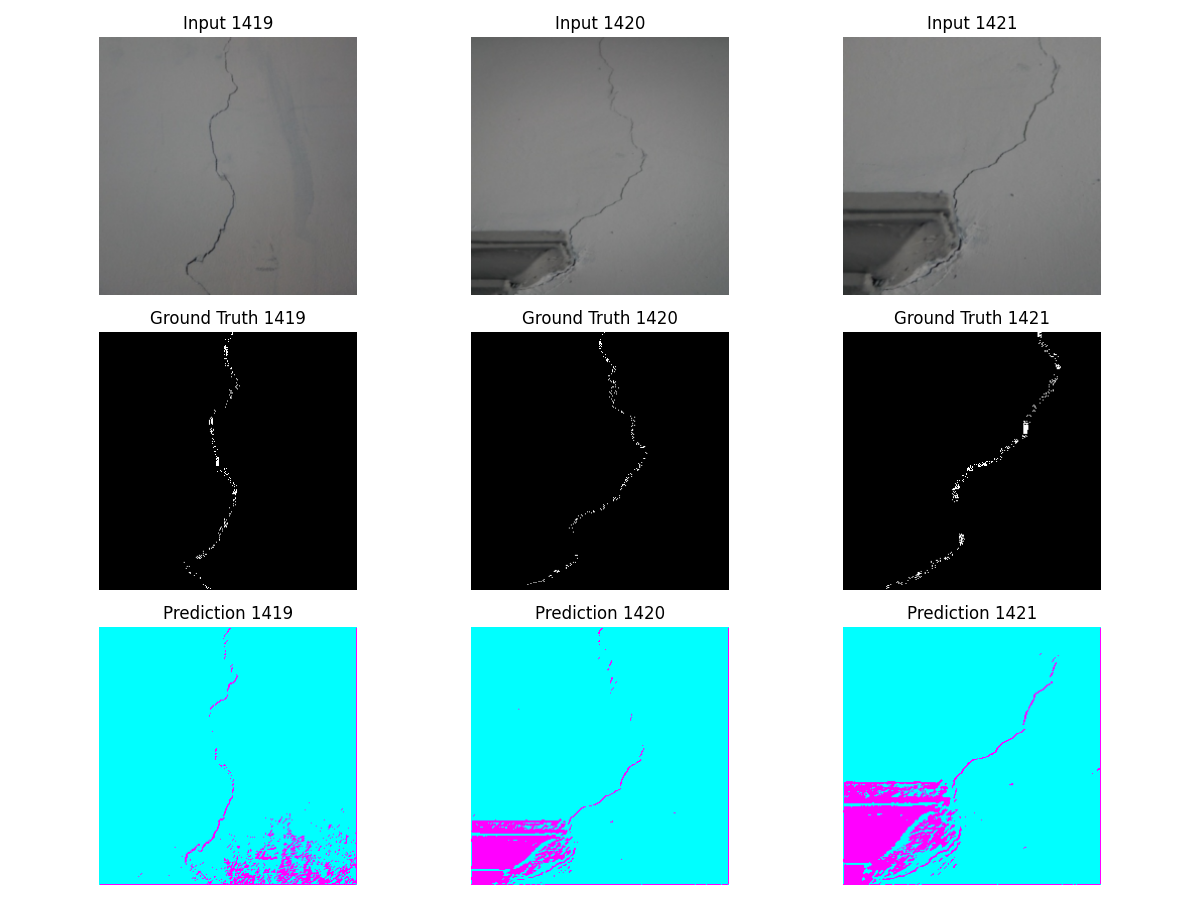 Input 1419
Input 1420
Input 1421
Ground Truth 1419
Ground Truth 1420
Ground Truth 1421
Prediction 1419
Prediction 1420
Prediction 1421